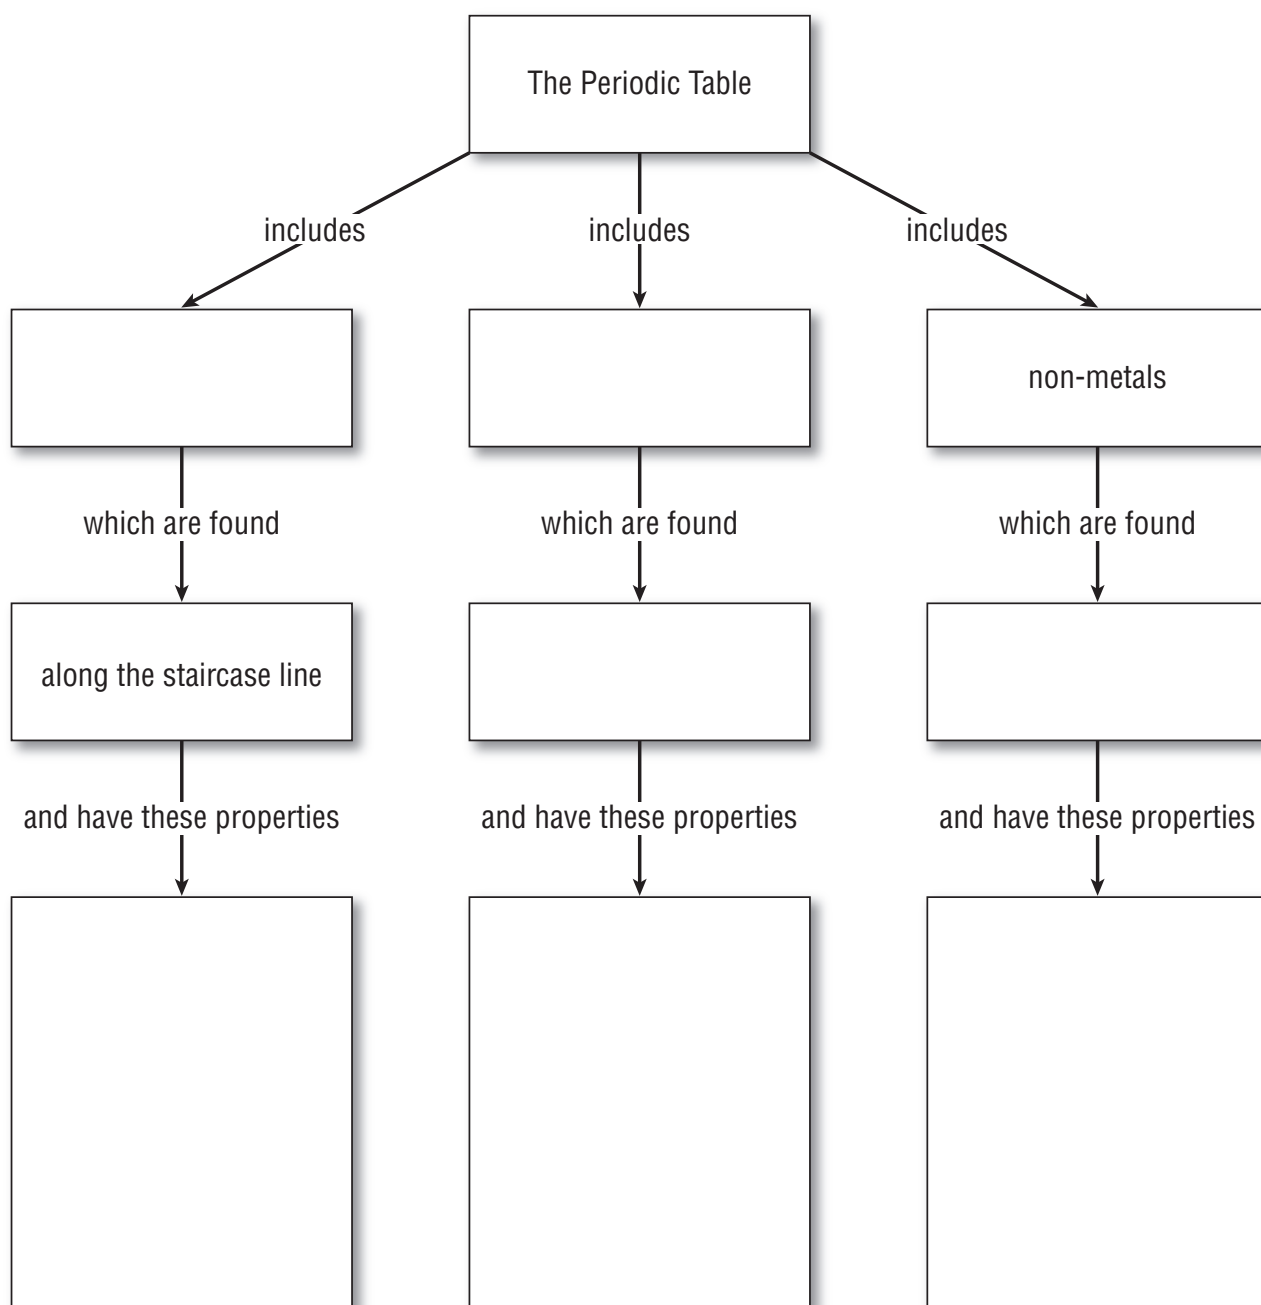 The Periodic Table
includes
includes
includes
non-metals
which are found
which are found
which are found
along the staircase line
and have these properties
and have these properties
and have these properties